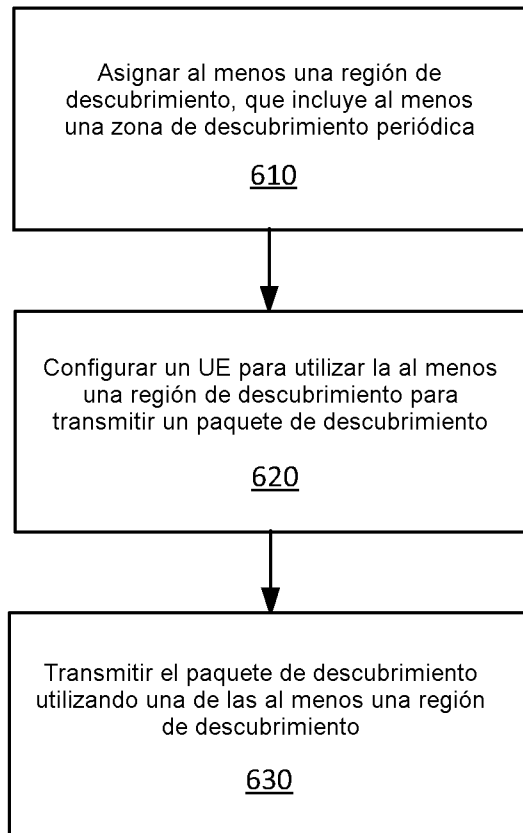 Asignar al menos una región de
descubrimiento, que incluye al menos
una zona de descubrimiento periódica
610
Configurar un UE para utilizar la al menos
una región de descubrimiento para
transmitir un paquete de descubrimiento
620
Transmitir el paquete de descubrimiento
utilizando una de las al menos una región
de descubrimiento
630